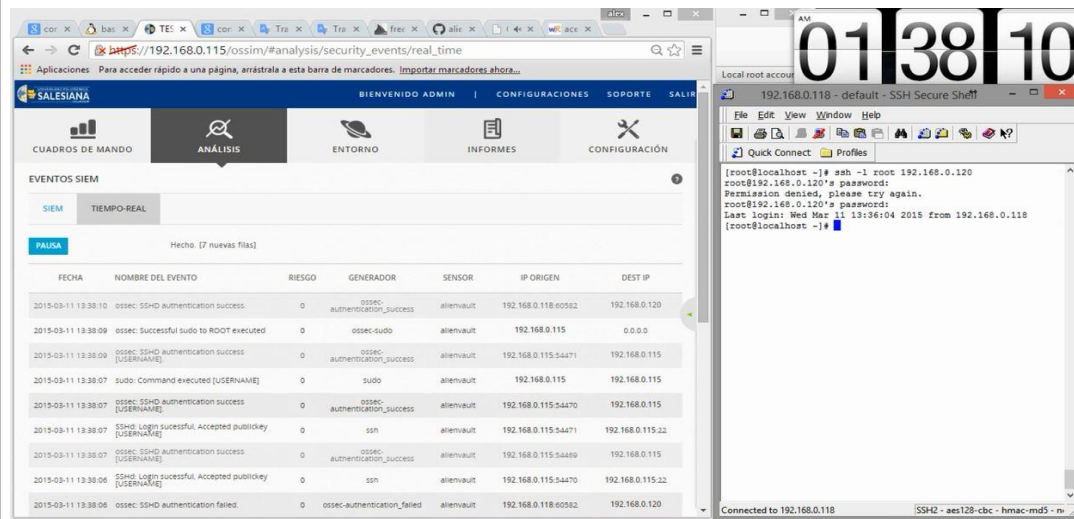 cor
bas
TES
cor
Tra
Tra
free
alie
alex
https://192.168.0.115/ossim/#analysis/security_events/real_time
Aplicaciones Para acceder rápido a una página, arrástrala a esta barra de marcadores. Importar marcadores ahora...
SALESIANA
BIENVENIDO ADMIN | CONFIGURACIONES SOPORTE SALIR
CUADROS DE MANDO ANÁLISIS ENTORNO INFORMES CONFIGURACIÓN
EVENTOS SIEM
SIEM TIEMPO-REAL
PAUSA Hecho. [7 nuevas filas]
FECHA NOMBRE DEL EVENTO RIESGO GENERADOR SENSOR IP ORIGEN DEST IP
2015-03-11 13:38:10 ossec: SSHD authentication success. 0 ossec-authentication_success alienvault 192.168.0.118:60582 192.168.0.120
2015-03-11 13:38:09 ossec: Successful sudo to ROOT executed 0 ossec-sudo alienvault 192.168.0.115 0.0.0.0
2015-03-11 13:38:09 ossec: SSHD authentication success [USERNAME]. 0 ossec-authentication_success alienvault 192.168.0.115:54471 192.168.0.115
2015-03-11 13:38:07 sudo: Command executed [USERNAME] 0 sudo alienvault 192.168.0.115 192.168.0.115
2015-03-11 13:38:07 ossec: SSHD authentication success [USERNAME]. 0 ossec-authentication_success alienvault 192.168.0.115:54470 192.168.0.115
2015-03-11 13:38:07 SSHd: Login sucessful, Accepted publickey [USERNAME] 0 ssh alienvault 192.168.0.115:54471 192.168.0.115:22
2015-03-11 13:38:07 ossec: SSHD authentication success [USERNAME]. 0 ossec-authentication_success alienvault 192.168.0.115:54469 192.168.0.115
2015-03-11 13:38:06 SSHd: Login sucessful, Accepted publickey [USERNAME] 0 ssh alienvault 192.168.0.115:54470 192.168.0.115:22
2015-03-11 13:38:06 ossec: SSHD authentication failed. 0 ossec-authentication_failed alienvault 192.168.0.118:60582 192.168.0.120
AM
01 38 10
Local root accour
192.168.0.118 - default - SSH Secure Shell
File Edit View Window Help
Quick Connect Profiles
[root@localhost ~]# ssh -l root 192.168.0.120
root@192.168.0.120's password:
Permission denied, please try again.
root@192.168.0.120's password:
Last login: Wed Mar 11 13:36:04 2015 from 192.168.0.118
[root@localhost ~]#
Connected to 192.168.0.118 SSH2 - aes128-cbc - hmac-md5 - n